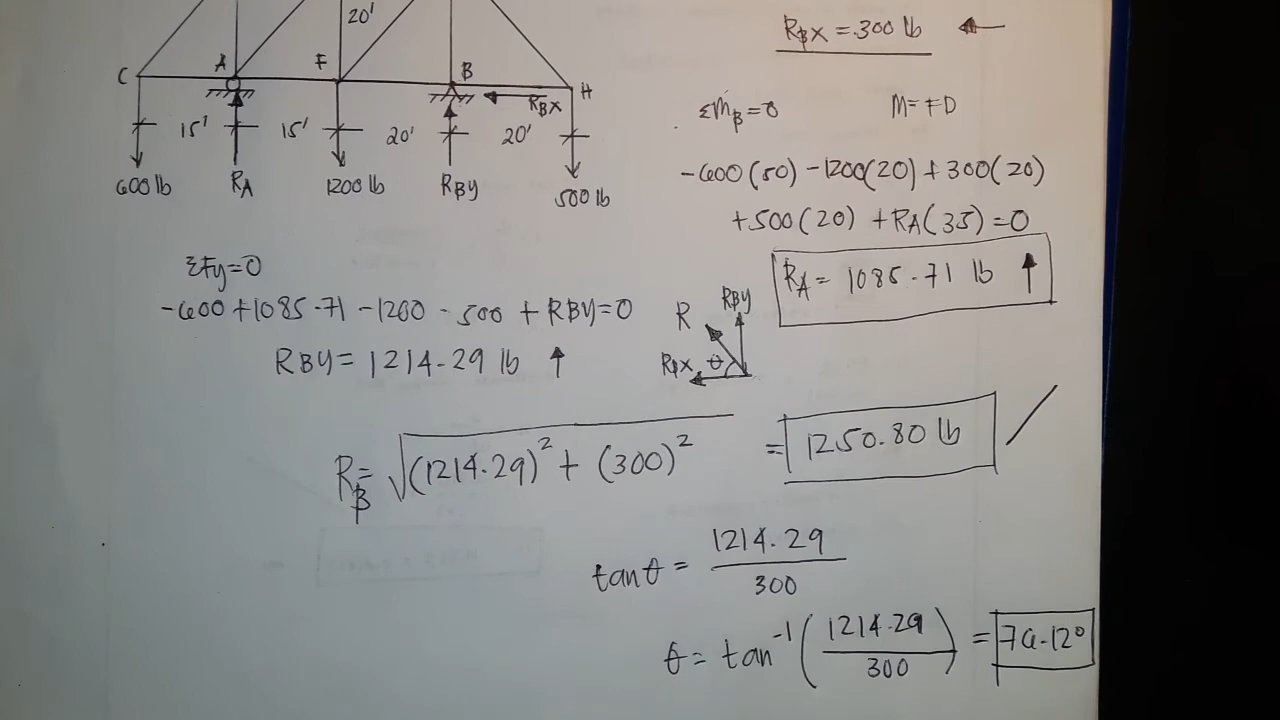 20'
C A F B H
RBX
15' 15' 20' 20'
600 lb RA 1200 lb RBY 500 lb
RBX = 300 lb ←
ΣMB=0 M=FD
-600(50) -1200(20) +300(20)
+500(20) +RA(35) =0
RA= 1085.71 lb ↑
ΣFy=0
-600 +1085.71 -1200 - 500 + RBY=0
RBY= 1214.29 lb ↑
R RBY
RBX θ
RB= √(1214.29)² + (300)² = 1250.80 lb
tan θ = 1214.29/300
θ= tan⁻¹ (1214.29/300) = 76.12°